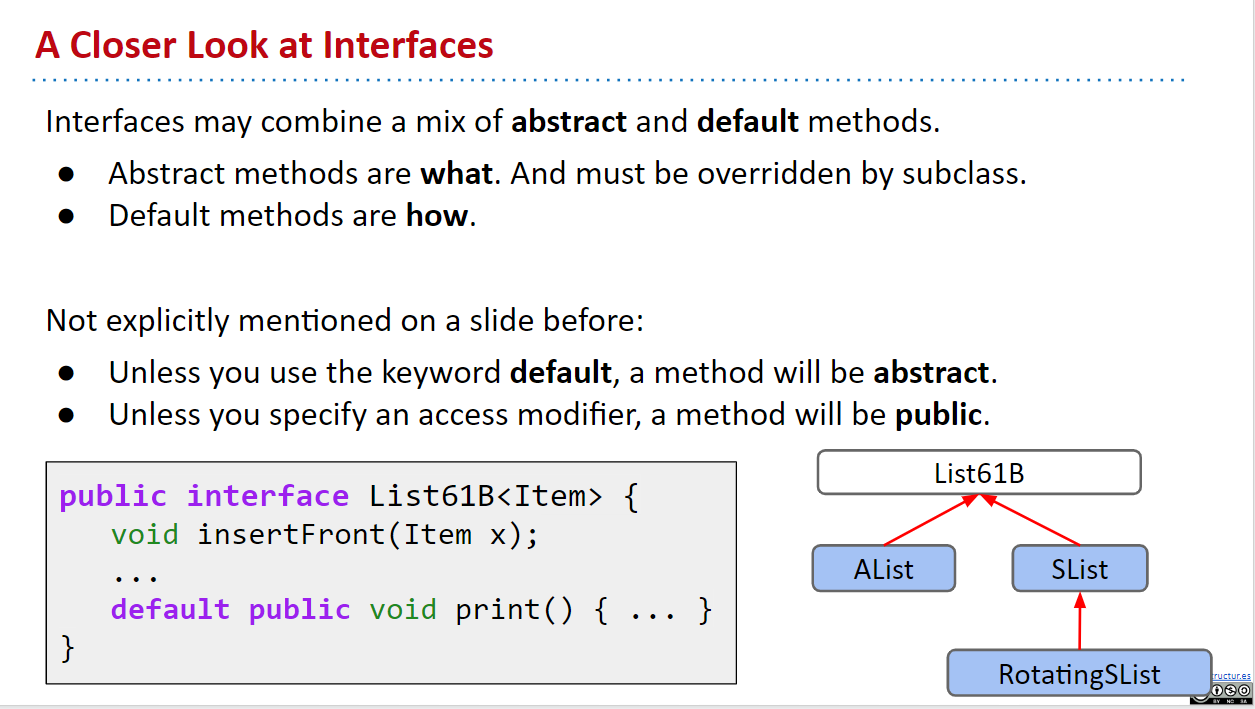 A Closer Look at Interfaces
Interfaces may combine a mix of abstract and default methods.
● Abstract methods are what. And must be overridden by subclass.
● Default methods are how.
Not explicitly mentioned on a slide before:
● Unless you use the keyword default, a method will be abstract.
● Unless you specify an access modifier, a method will be public.
public interface List61B<Item> {
void insertFront(Item x);
...
default public void print() { ... }
}
List61B
AList
SList
RotatingSList
ructur.es
BY NC SA